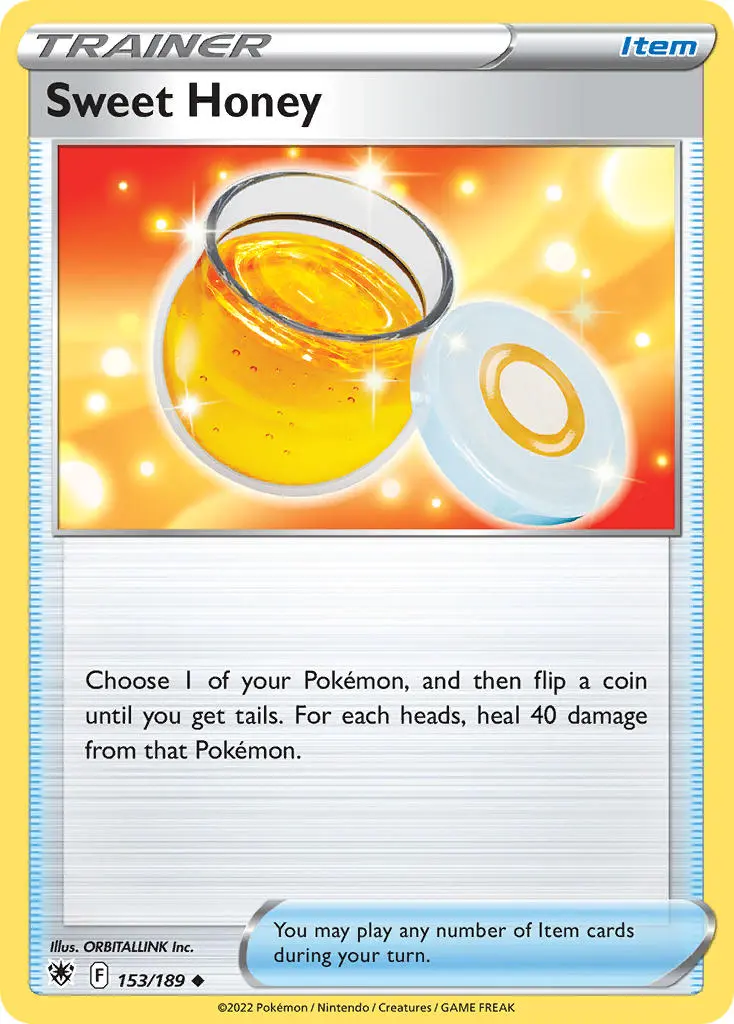 TRAINER
Item
Sweet Honey
Choose 1 of your Pokémon, and then flip a coin
until you get tails. For each heads, heal 40 damage
from that Pokémon.
You may play any number of Item cards
during your turn.
Illus. ORBITALLINK Inc.
F 153/189 ◆
©2022 Pokémon / Nintendo / Creatures / GAME FREAK